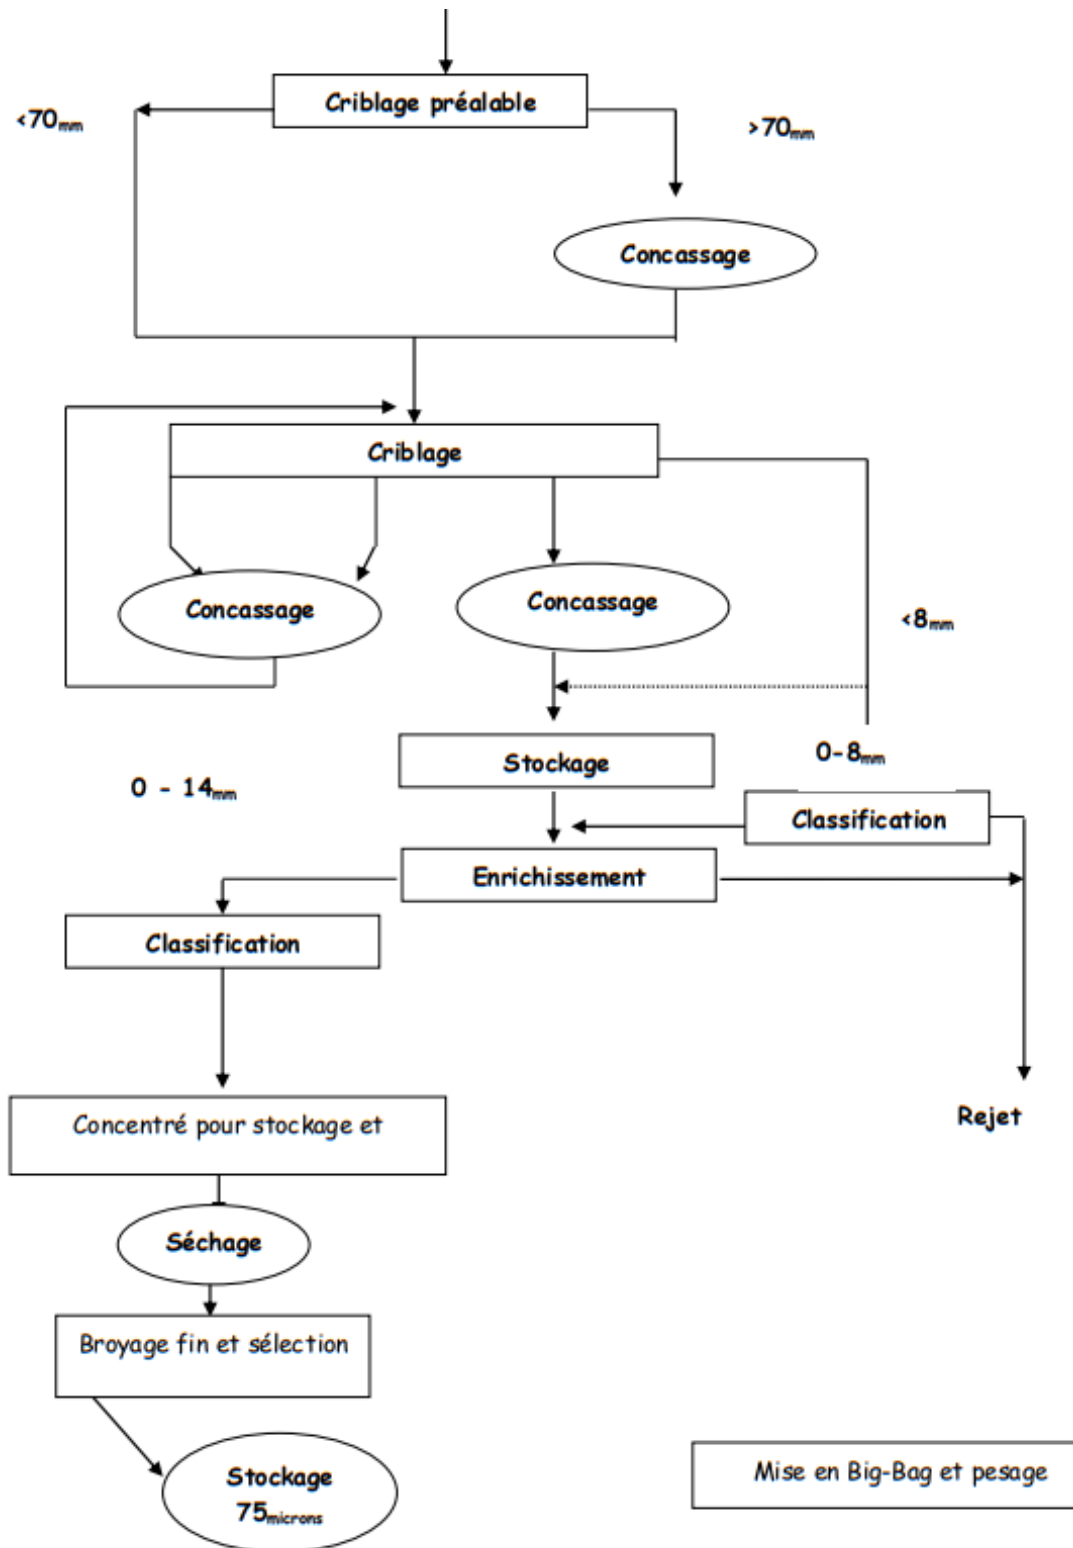 Criblage préalable
<70mm
>70mm
Concassage
Criblage
Concassage
Concassage
<8mm
Stockage
0-8mm
0 - 14mm
Classification
Enrichissement
Classification
Concentré pour stockage et
Rejet
Séchage
Broyage fin et sélection
Stockage
75microns
Mise en Big-Bag et pesage